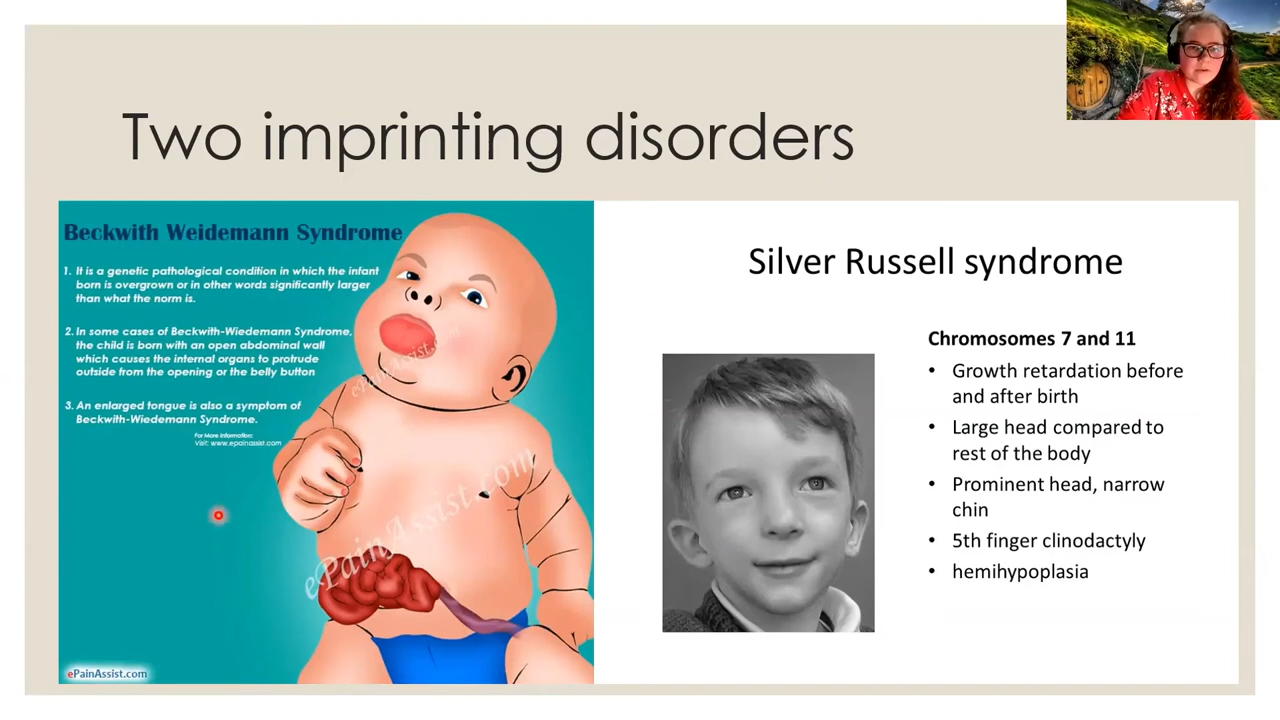 Two imprinting disorders
Beckwith Weidemann Syndrome
1. It is a genetic pathological condition in which the infant
born is overgrown or in other words significantly larger
than what the norm is.
2. In some cases of Beckwith-Wiedemann Syndrome,
the child is born with an open abdominal wall
which causes the internal organs to protrude
outside from the opening or the belly button
3. An enlarged tongue is also a symptom of
Beckwith-Wiedemann Syndrome.
For More Information:
Visit: www.epainassist.com
ePainAssist.com
ePainAssist.com
ePainAssist.com
Silver Russell syndrome
Chromosomes 7 and 11
• Growth retardation before
and after birth
• Large head compared to
rest of the body
• Prominent head, narrow
chin
• 5th finger clinodactyly
• hemihypoplasia